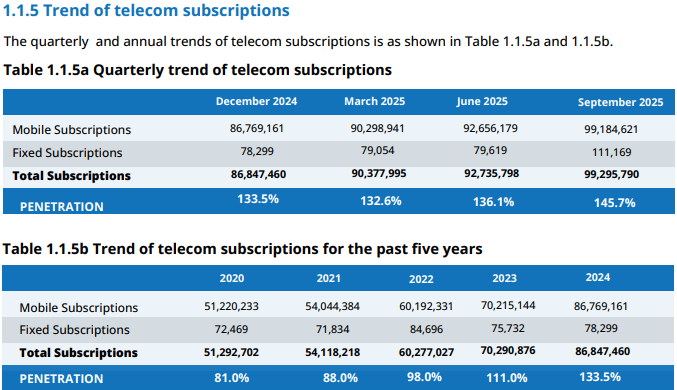 1.1.5 Trend of telecom subscriptions
The quarterly and annual trends of telecom subscriptions is as shown in Table 1.1.5a and 1.1.5b.
Table 1.1.5a Quarterly trend of telecom subscriptions
December 2024 March 2025 June 2025 September 2025
Mobile Subscriptions 86,769,161 90,298,941 92,656,179 99,184,621
Fixed Subscriptions 78,299 79,054 79,619 111,169
Total Subscriptions 86,847,460 90,377,995 92,735,798 99,295,790
PENETRATION 133.5% 132.6% 136.1% 145.7%
Table 1.1.5b Trend of telecom subscriptions for the past five years
2020 2021 2022 2023 2024
Mobile Subscriptions 51,220,233 54,044,384 60,192,331 70,215,144 86,769,161
Fixed Subscriptions 72,469 71,834 84,696 75,732 78,299
Total Subscriptions 51,292,702 54,118,218 60,277,027 70,290,876 86,847,460
PENETRATION 81.0% 88.0% 98.0% 111.0% 133.5%